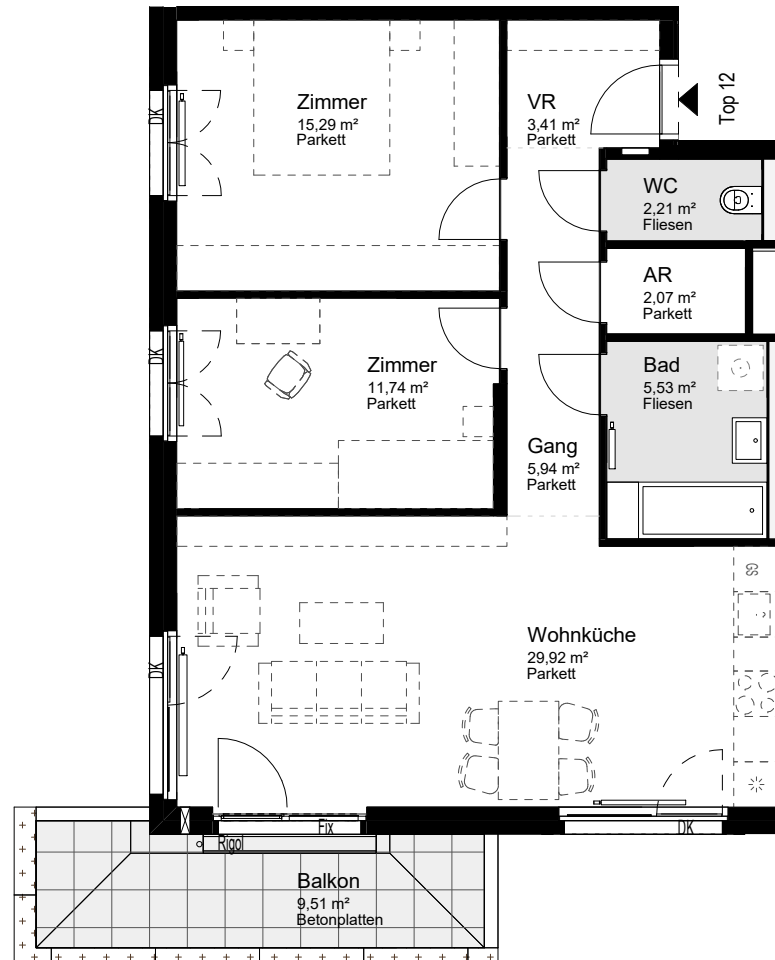 Zimmer
15,29 m²
Parkett
VR
3,41 m²
Parkett
Top 12
DK
WC
2,21 m²
Fliesen
AR
2,07 m²
Parkett
Zimmer
11,74 m²
Parkett
DK
Bad
5,53 m²
Fliesen
Gang
5,94 m²
Parkett
GS
Wohnküche
29,92 m²
Parkett
DK
Fix
DK
Rigo
Balkon
9,51 m²
Betonplatten